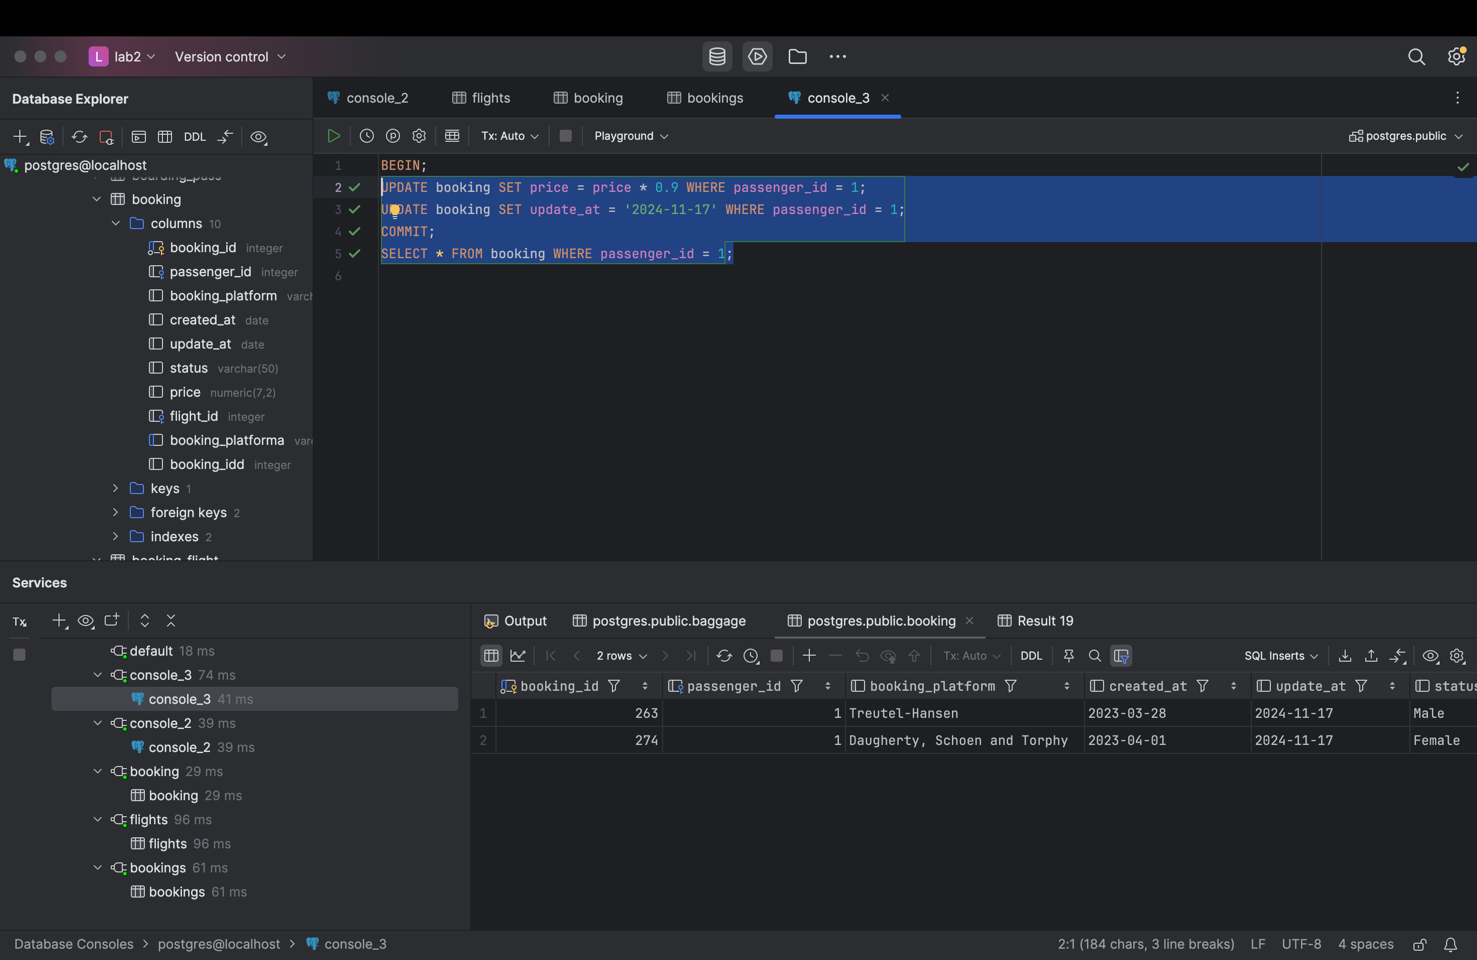 L lab2 Version control
Database Explorer
console_2 flights booking bookings console_3
DDL
Tx: Auto Playground postgres.public
postgres@localhost
boarding_pass
booking
columns 10
booking_id integer
passenger_id integer
booking_platform varch
created_at date
update_at date
status varchar(50)
price numeric(7,2)
flight_id integer
booking_platforma varc
booking_idd integer
keys 1
foreign keys 2
indexes 2
booking_flight
1 BEGIN;
2 UPDATE booking SET price = price * 0.9 WHERE passenger_id = 1;
3 UPDATE booking SET update_at = '2024-11-17' WHERE passenger_id = 1;
4 COMMIT;
5 SELECT * FROM booking WHERE passenger_id = 1;
6
Services
Tx
default 18 ms
console_3 74 ms
console_3 41 ms
console_2 39 ms
console_2 39 ms
booking 29 ms
booking 29 ms
flights 96 ms
flights 96 ms
bookings 61 ms
bookings 61 ms
Output postgres.public.baggage postgres.public.booking Result 19
2 rows Tx: Auto DDL SQL Inserts
booking_id passenger_id booking_platform created_at update_at status
1 263 1 Treutel-Hansen 2023-03-28 2024-11-17 Male
2 274 1 Daugherty, Schoen and Torphy 2023-04-01 2024-11-17 Female
Database Consoles postgres@localhost console_3
2:1 (184 chars, 3 line breaks) LF UTF-8 4 spaces